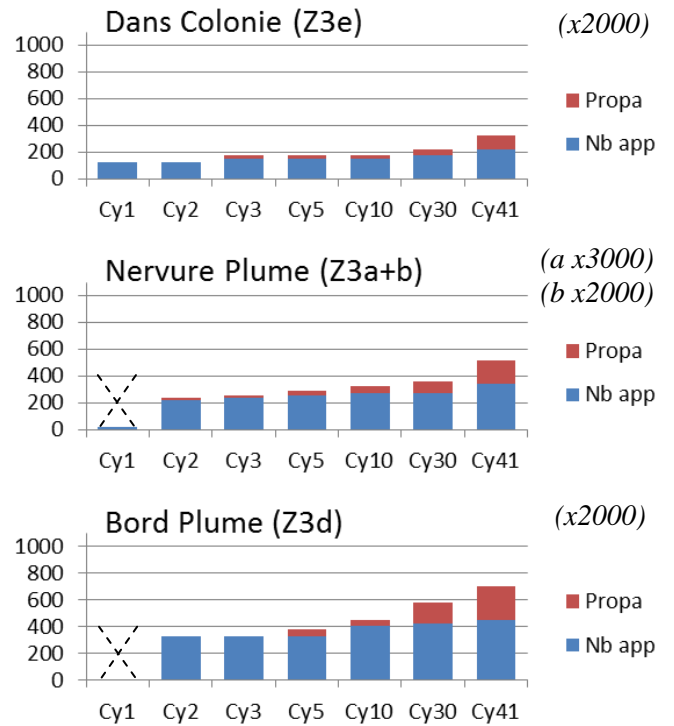 Dans Colonie (Z3e)
(x2000)
1000
800
600
400
200
0
Propa
Nb app
Cy1 Cy2 Cy3 Cy5 Cy10 Cy30 Cy41
Nervure Plume (Z3a+b)
(a x3000)
(b x2000)
1000
800
600
400
200
0
Propa
Nb app
Cy1 Cy2 Cy3 Cy5 Cy10 Cy30 Cy41
Bord Plume (Z3d)
(x2000)
1000
800
600
400
200
0
Propa
Nb app
Cy1 Cy2 Cy3 Cy5 Cy10 Cy30 Cy41